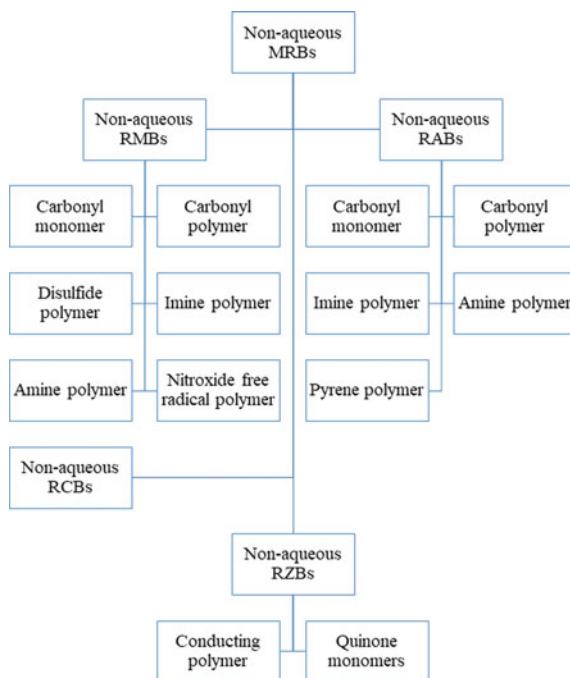 Non-aqueous
MRBs
Non-aqueous
RMBs
Non-aqueous
RABs
Carbonyl
monomer
Carbonyl
polymer
Carbonyl
monomer
Carbonyl
polymer
Disulfide
polymer
Imine polymer
Imine polymer
Amine polymer
Amine polymer
Nitroxide free
radical polymer
Pyrene polymer
Non-aqueous
RCBs
Non-aqueous
RZBs
Conducting
polymer
Quinone
monomers